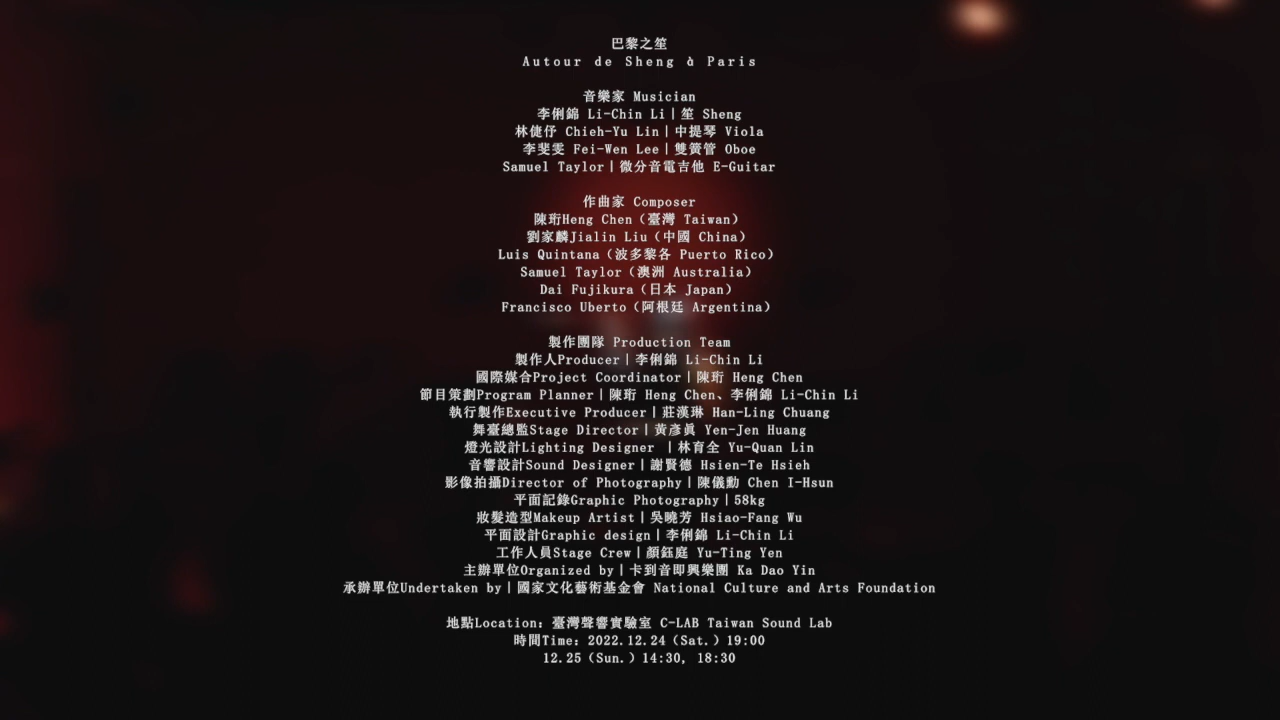 巴黎之笙
Autour de Sheng à Paris
音樂家 Musician
李俐錦 Li-Chin Li|笙 Sheng
林倢伃 Chieh-Yu Lin|中提琴 Viola
李斐雯 Fei-Wen Lee|雙簧管 Oboe
Samuel Taylor|微分音電吉他 E-Guitar
作曲家 Composer
陳珩Heng Chen（臺灣 Taiwan）
劉家麟Jialin Liu（中國 China）
Luis Quintana（波多黎各 Puerto Rico）
Samuel Taylor（澳洲 Australia）
Dai Fujikura（日本 Japan）
Francisco Uberto（阿根廷 Argentina）
製作團隊 Production Team
製作人Producer|李俐錦 Li-Chin Li
國際媒合Project Coordinator|陳珩 Heng Chen
節目策劃Program Planner|陳珩 Heng Chen、李俐錦 Li-Chin Li
執行製作Executive Producer|莊漢琳 Han-Ling Chuang
舞臺總監Stage Director|黃彥眞 Yen-Jen Huang
燈光設計Lighting Designer |林育全 Yu-Quan Lin
音響設計Sound Designer|謝賢德 Hsien-Te Hsieh
影像拍攝Director of Photography|陳儀勳 Chen I-Hsun
平面記錄Graphic Photography|58kg
妝髮造型Makeup Artist|吳曉芳 Hsiao-Fang Wu
平面設計Graphic design|李俐錦 Li-Chin Li
工作人員Stage Crew|顏鈺庭 Yu-Ting Yen
主辦單位Organized by|卡到音即興樂團 Ka Dao Yin
承辦單位Undertaken by|國家文化藝術基金會 National Culture and Arts Foundation
地點Location：臺灣聲響實驗室 C-LAB Taiwan Sound Lab
時間Time：2022.12.24（Sat.）19:00
12.25（Sun.）14:30, 18:30